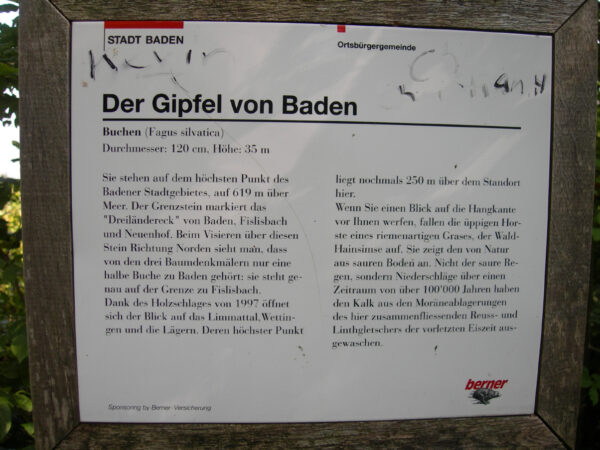 STADT BADEN
Ortsbürgergemeinde
Der Gipfel von Baden
Buchen (Fagus silvatica)
Durchmesser: 120 cm, Höhe: 35 m
Sie stehen auf dem höchsten Punkt des
Badener Stadtgebietes, auf 619 m über
Meer. Der Grenzstein markiert das
"Dreiländereck" von Baden, Fislisbach
und Neuenhof. Beim Visieren über diesen
Stein Richtung Norden sieht man, dass
von den drei Baumdenkmälern nur eine
halbe Buche zu Baden gehört: sie steht ge-
nau auf der Grenze zu Fislisbach.
Dank des Holzschlages von 1997 öffnet
sich der Blick auf das Limmattal, Wettin-
gen und die Lägern. Deren höchster Punkt
liegt nochmals 250 m über dem Standort
hier.
Wenn Sie einen Blick auf die Hangkante
vor Ihnen werfen, fallen die üppigen Hor-
ste eines riemenartigen Grases, der Wald-
Hainsimse auf. Sie zeigt den von Natur
aus sauren Boden an. Nicht der saure Re-
gen, sondern Niederschläge über einen
Zeitraum von über 100'000 Jahren haben
den Kalk aus den Moräneablagerungen
des hier zusammenfliessenden Reuss- und
Linthgletschers der vorletzten Eiszeit aus-
gewaschen.
Sponsoring by Berner-Versicherung
berner